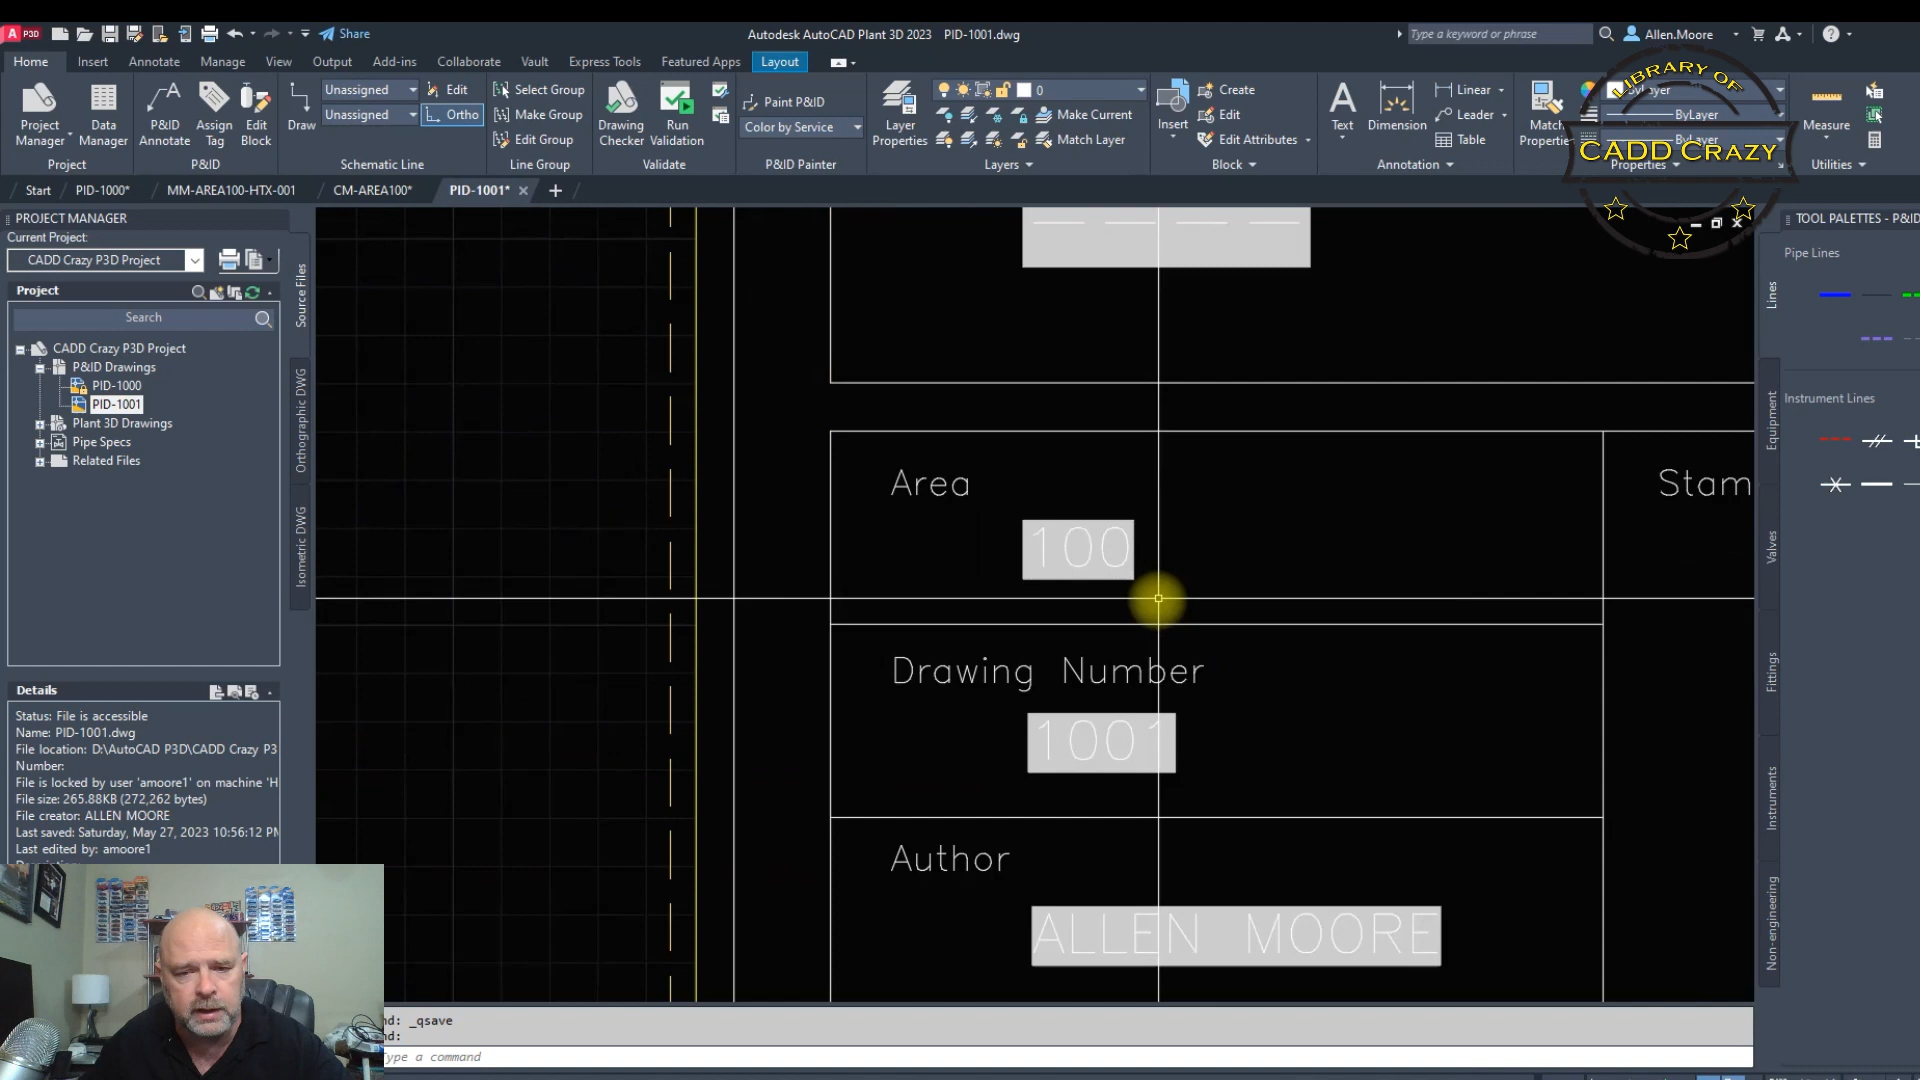 A P3D Share Autodesk AutoCAD Plant 3D 2023 PID-1001.dwg Type a keyword or phrase Allen.Moore
Home Insert Annotate Manage View Output Add-ins Collaborate Vault Express Tools Featured Apps Layout
LIBRARY OF
CADD CRAZY
Project Manager
Data Manager
Project
P&ID Annotate
Assign Tag
Edit Block
P&ID
Draw
Unassigned
Unassigned
Edit
Ortho
Schematic Line
Select Group
Make Group
Edit Group
Line Group
Drawing Checker
Run Validation
Validate
Paint P&ID
Color by Service
P&ID Painter
Layer Properties
0
Make Current
Match Layer
Layers
Insert
Create
Edit
Edit Attributes
Block
Text
Dimension
Linear
Leader
Table
Annotation
Match
ByLayer
ByLayer
Properties
Measure
Utilities
Start PID-1000* MM-AREA100-HTX-001 CM-AREA100* PID-1001*
PROJECT MANAGER
Current Project:
CADD Crazy P3D Project
Project
Search
CADD Crazy P3D Project
P&ID Drawings
PID-1000
PID-1001
Plant 3D Drawings
Pipe Specs
Related Files
Source Files
Orthographic DWG
Isometric DWG
Details
Status: File is accessible
Name: PID-1001.dwg
File location: D:\AutoCAD P3D\CADD Crazy P3
Number:
File is locked by user 'amoore1' on machine 'H
File size: 265.88KB (272,262 bytes)
File creator: ALLEN MOORE
Last saved: Saturday, May 27, 2023 10:56:12 PM
Last edited by: amoore1
Area
100
Stam
Drawing Number
1001
Author
ALLEN MOORE
nd: _qsave
nd:
Type a command
TOOL PALETTES - P&ID
Pipe Lines
Instrument Lines
Lines
Equipment
Valves
Fittings
Instruments
Non-engineering